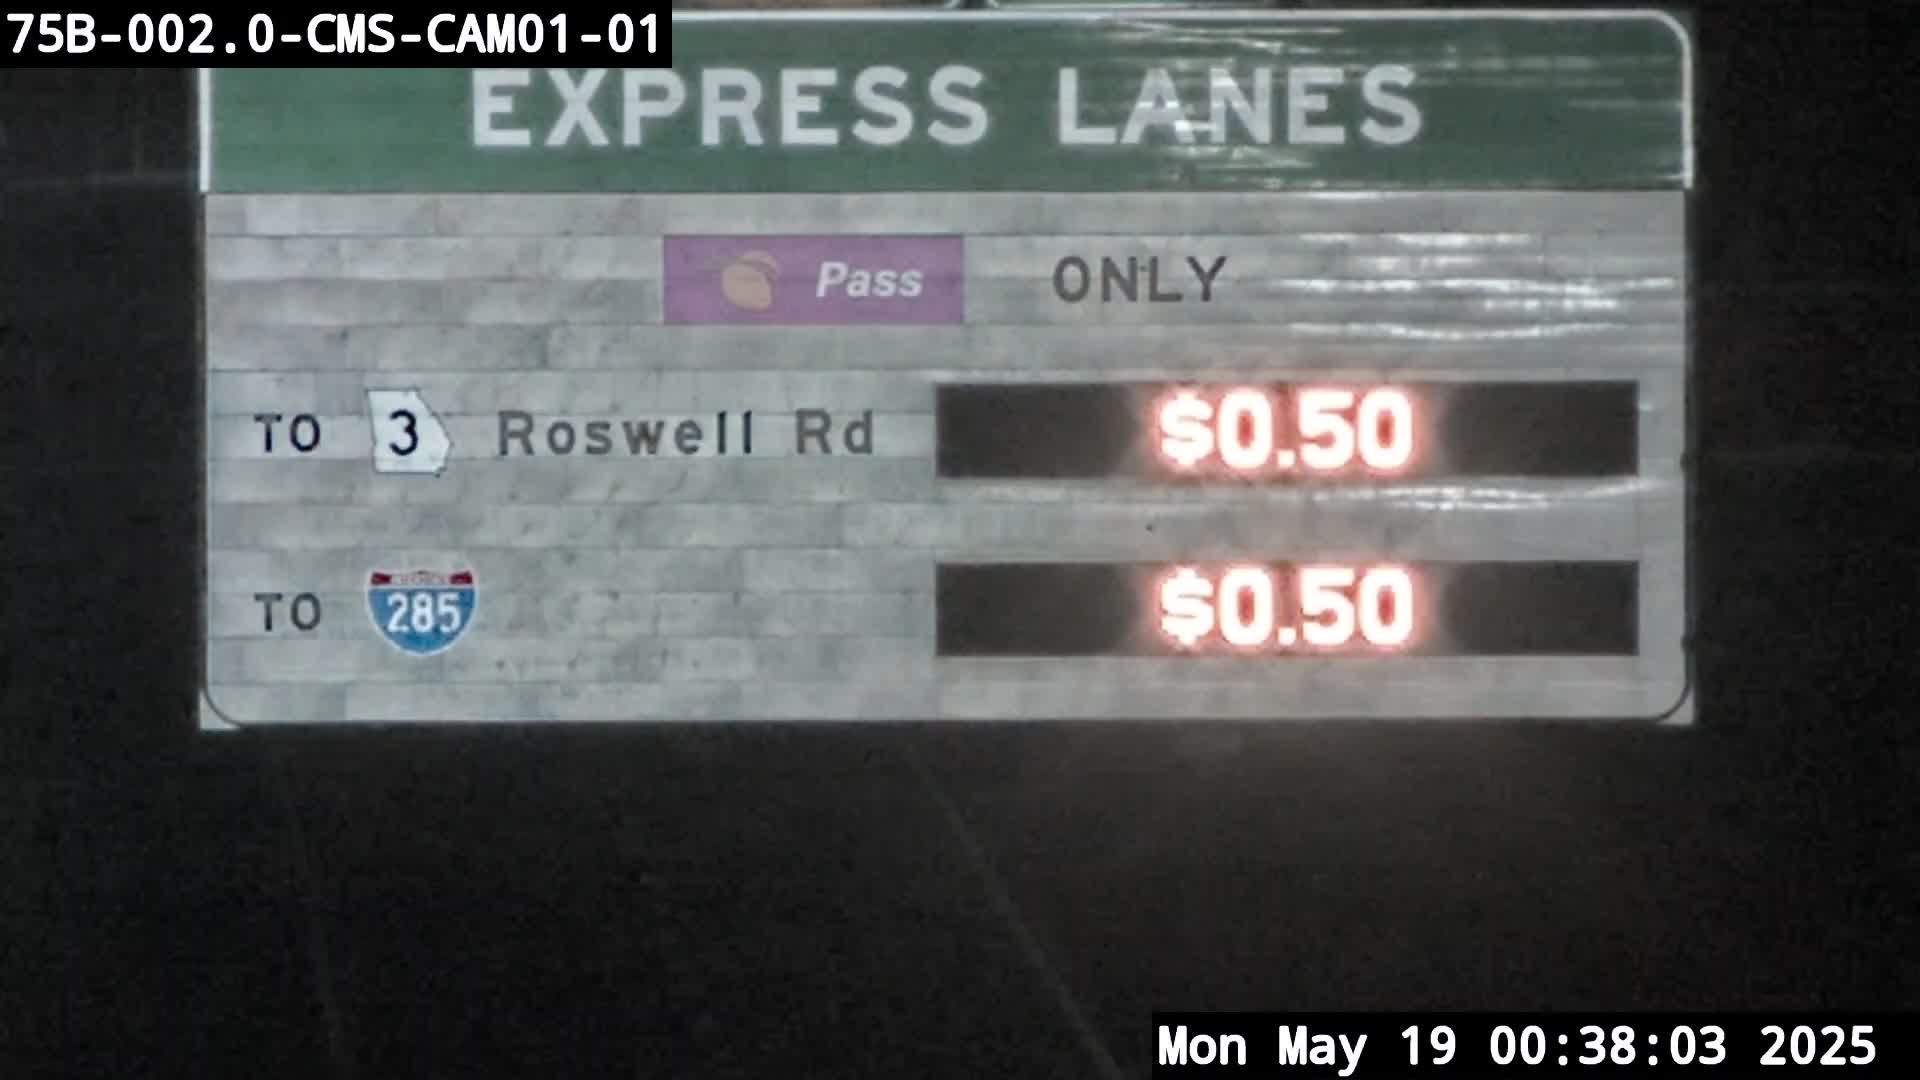 75B-002.0-CMS-CAM01-01
EXPRESS LANES
Pass ONLY
TO 3 Roswell Rd $0.50
TO 285 $0.50
Mon May 19 00:38:03 2025